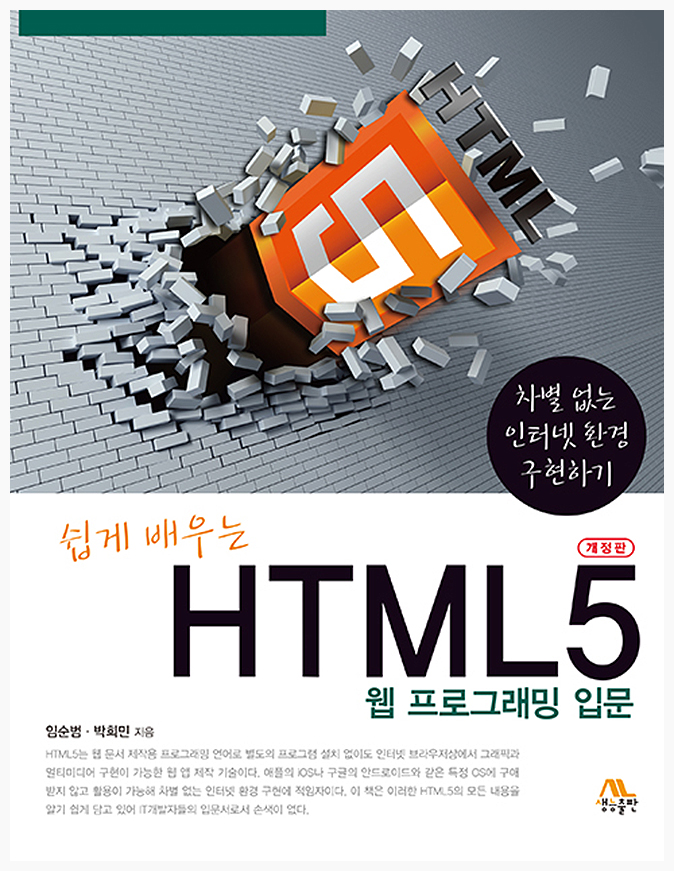 HTML
5
차별 없는
인터넷 환경
구현하기
쉽게 배우는
개정판
HTML5
웹 프로그래밍 입문
임순범 · 박희민 지음
HTML5는 웹 문서 제작용 프로그래밍 언어로 별도의 프로그램 설치 없이도 인터넷 브라우저상에서 그래픽과
멀티미디어 구현이 가능한 웹 앱 제작 기술이다. 애플의 iOS나 구글의 안드로이드와 같은 특정 OS에 구애
받지 않고 활용이 가능해 차별 없는 인터넷 환경 구현에 적임자이다. 이 책은 이러한 HTML5의 모든 내용을
알기 쉽게 담고 있어 IT개발자들의 입문서로서 손색이 없다.
생능출판